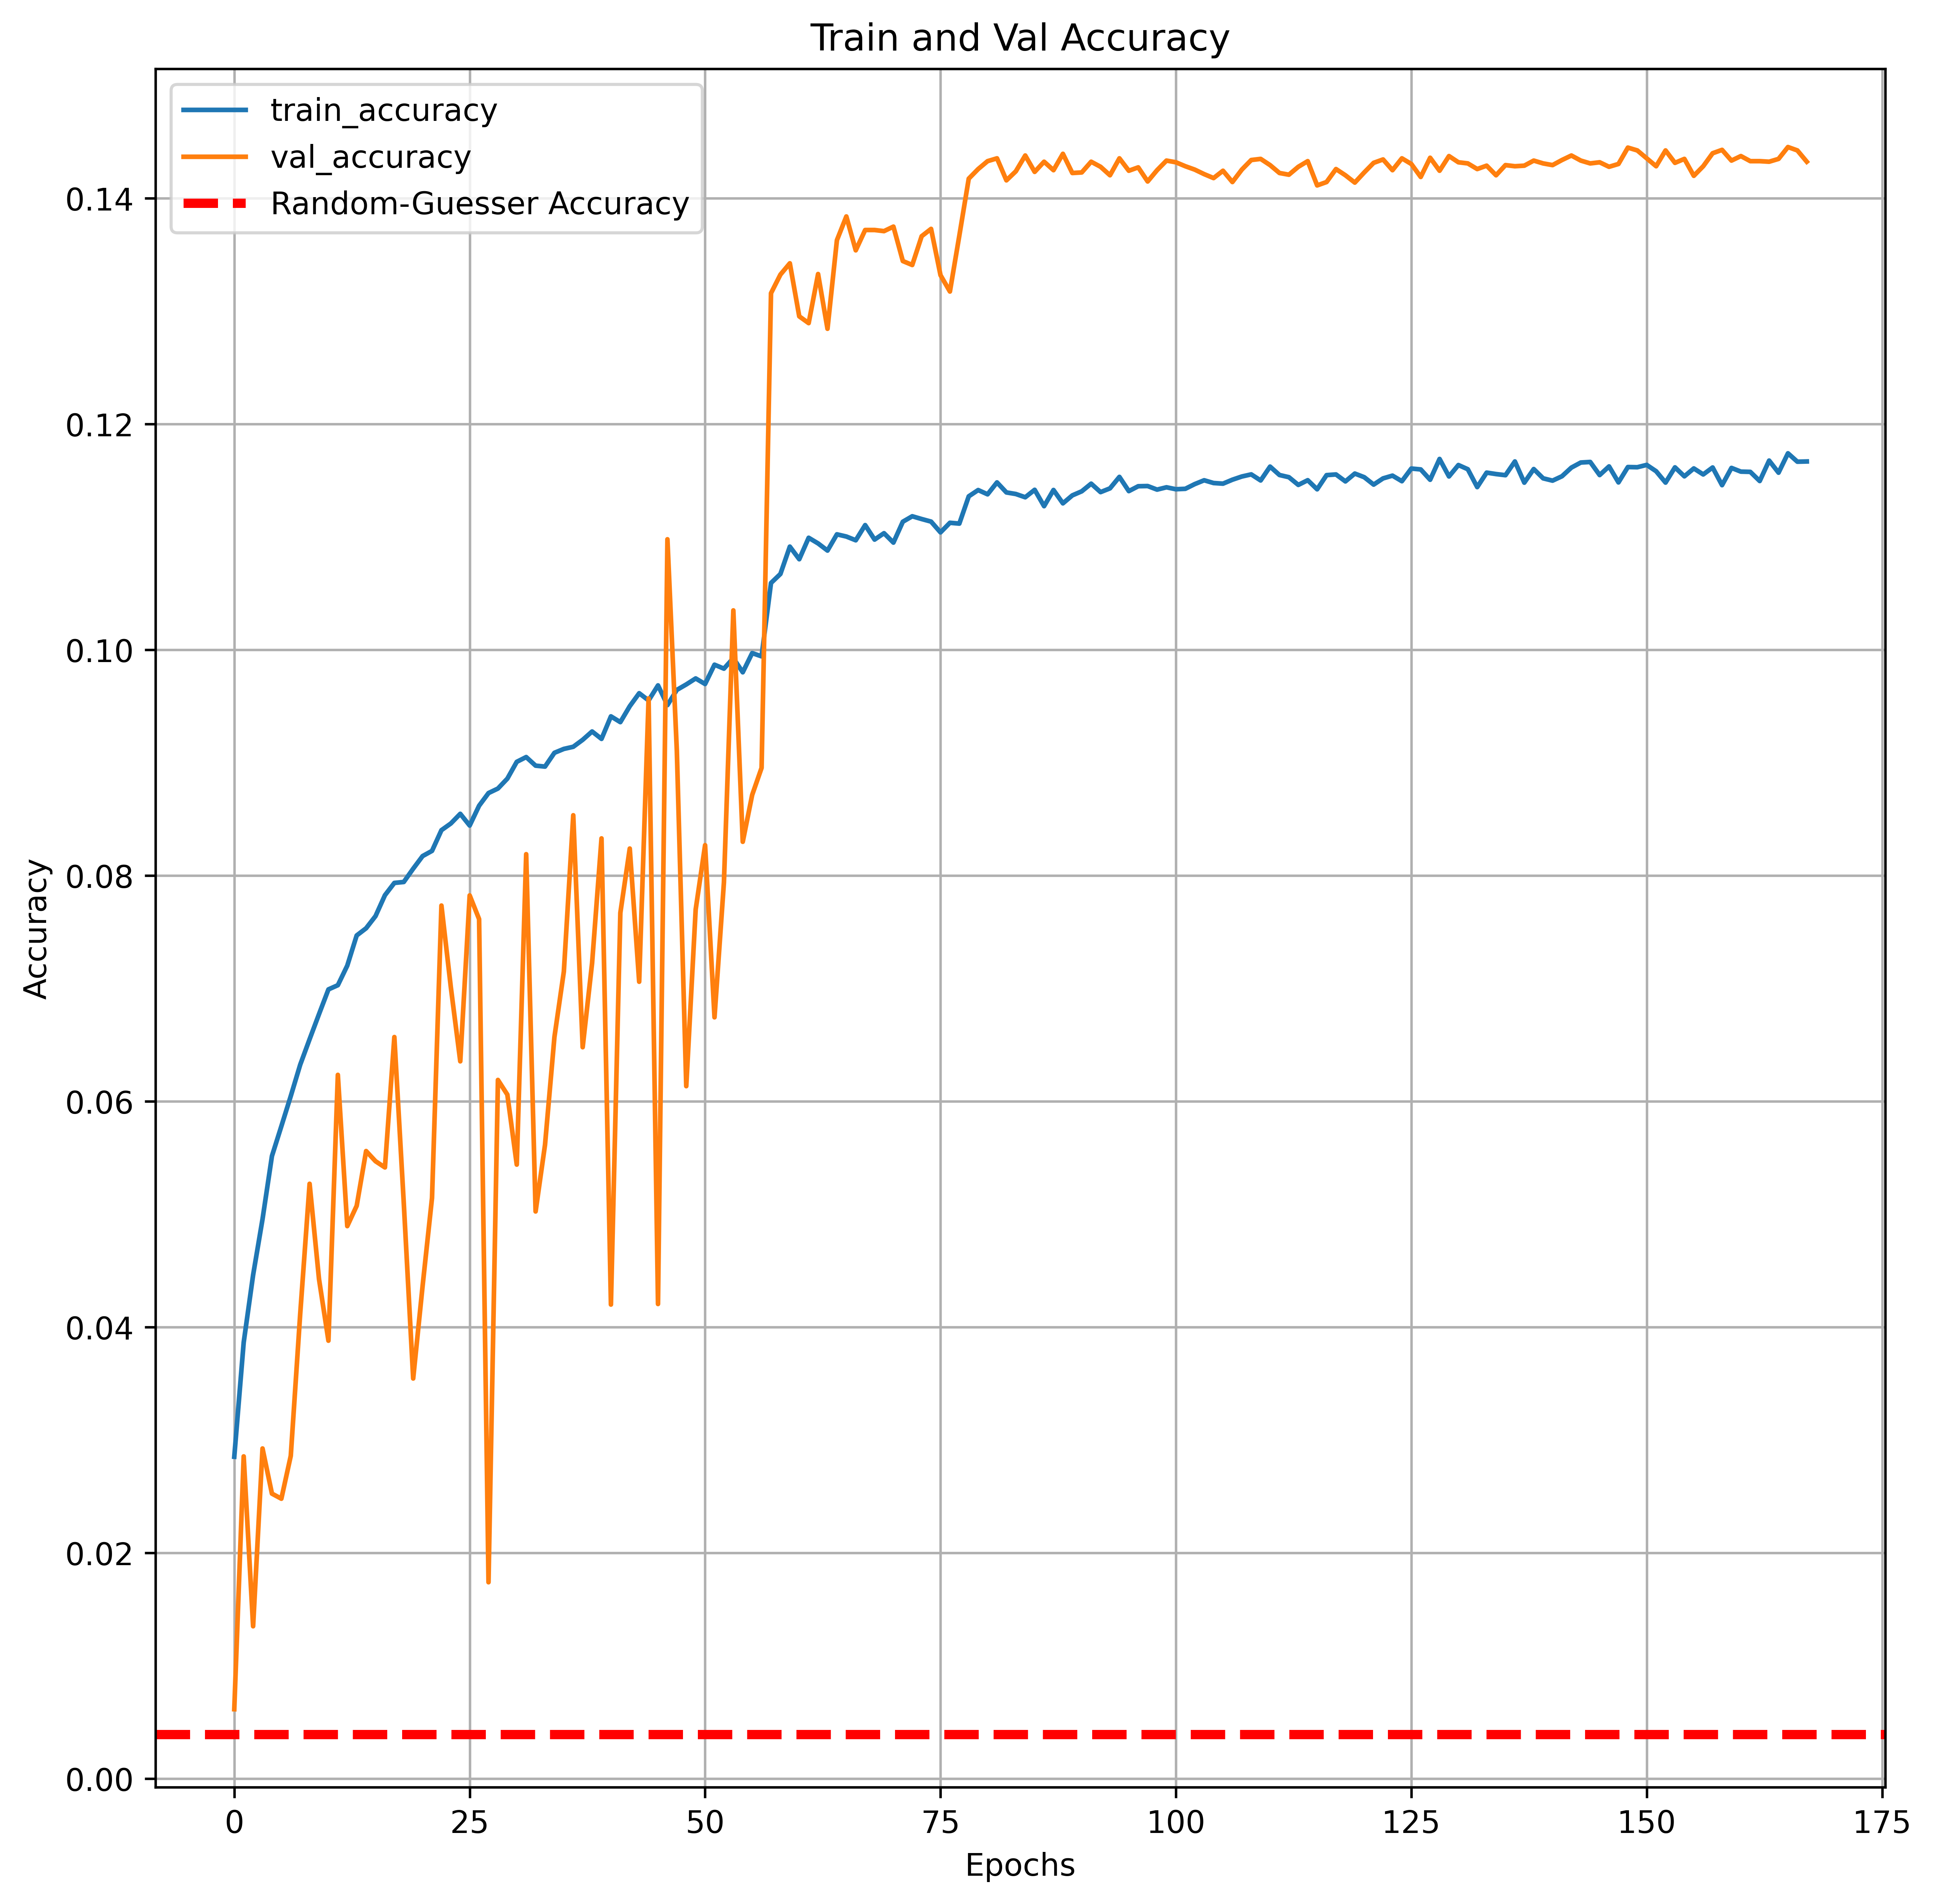 Train and Val Accuracy
train_accuracy
val_accuracy
Random-Guesser Accuracy
0.14
0.12
0.10
0.08
0.06
0.04
0.02
0.00
Accuracy
0 25 50 75 100 125 150 175
Epochs